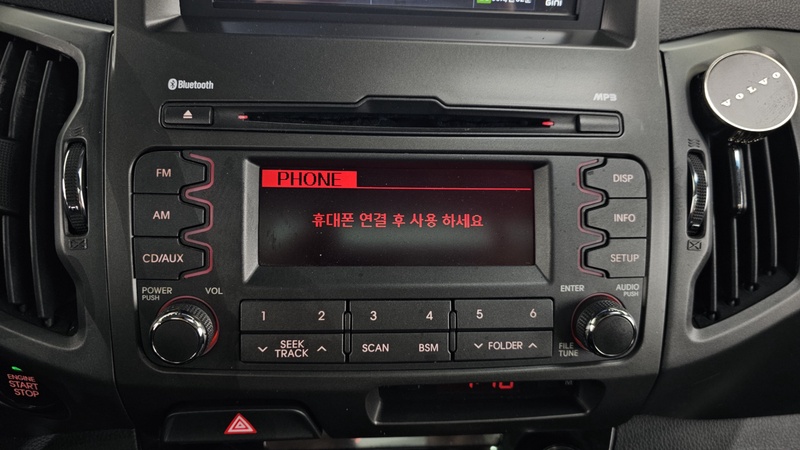 Gini
Bluetooth
MP3
VOLVO
FM
AM
CD/AUX
PHONE
휴대폰 연결 후 사용 하세요
DISP
INFO
SETUP
POWER
PUSH
VOL
ENTER
AUDIO
PUSH
1 2 3 4 5 6
SEEK
TRACK
SCAN
BSM
FOLDER
FILE
TUNE
ENGINE
START
STOP